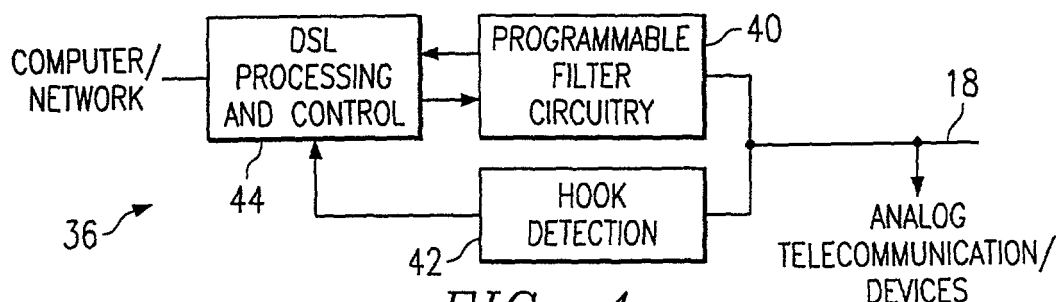 COMPUTER/
NETWORK
DSL
PROCESSING
AND CONTROL
44
PROGRAMMABLE
FILTER
CIRCUITRY
40
18
36
HOOK
DETECTION
42
ANALOG
TELECOMMUNICATION/
DEVICES